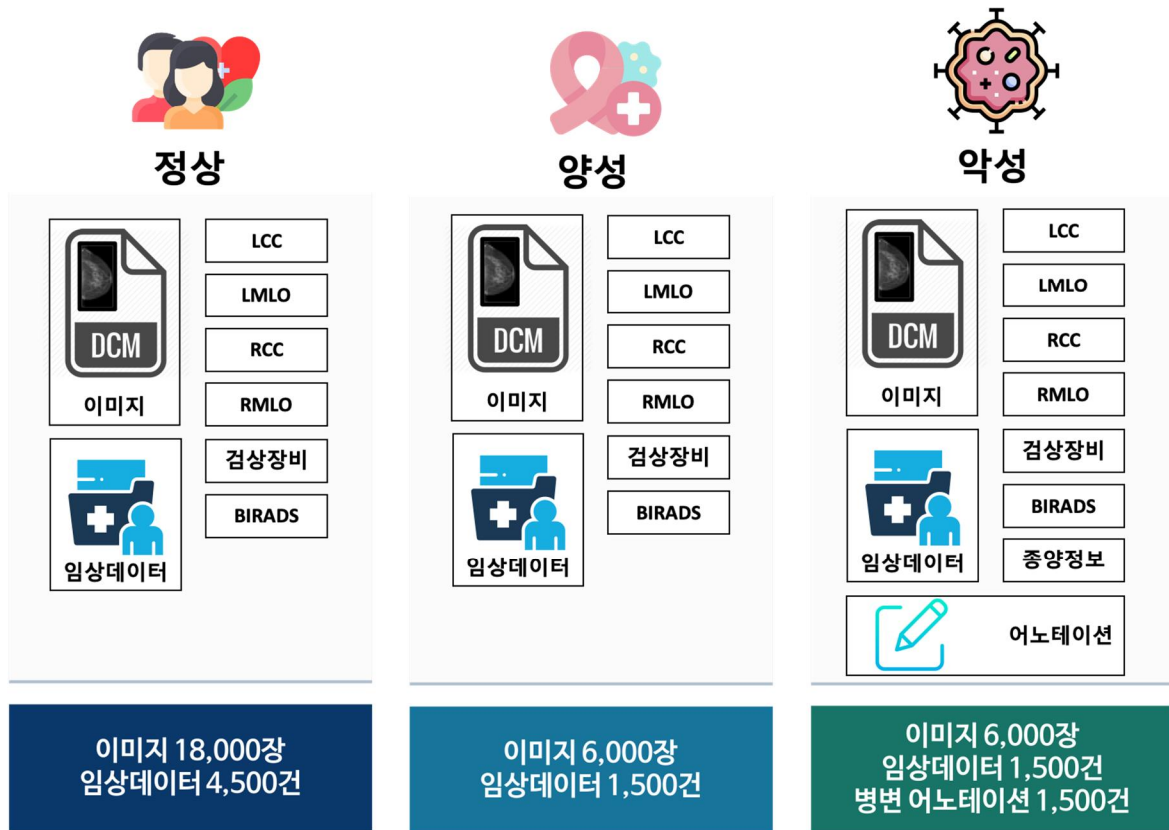 정상
DCM
이미지
LCC
LMLO
RCC
RMLO
검상장비
BIRADS
임상데이터
이미지 18,000장
임상데이터 4,500건
양성
DCM
이미지
LCC
LMLO
RCC
RMLO
검상장비
BIRADS
임상데이터
이미지 6,000장
임상데이터 1,500건
악성
DCM
이미지
LCC
LMLO
RCC
RMLO
검상장비
BIRADS
종양정보
임상데이터
어노테이션
이미지 6,000장
임상데이터 1,500건
병변 어노테이션 1,500건